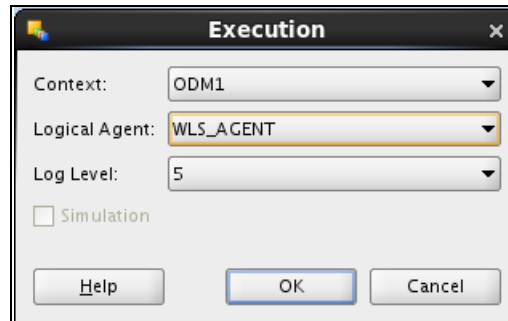 Execution
Context: ODM1
Logical Agent: WLS_AGENT
Log Level: 5
Simulation
Help OK Cancel